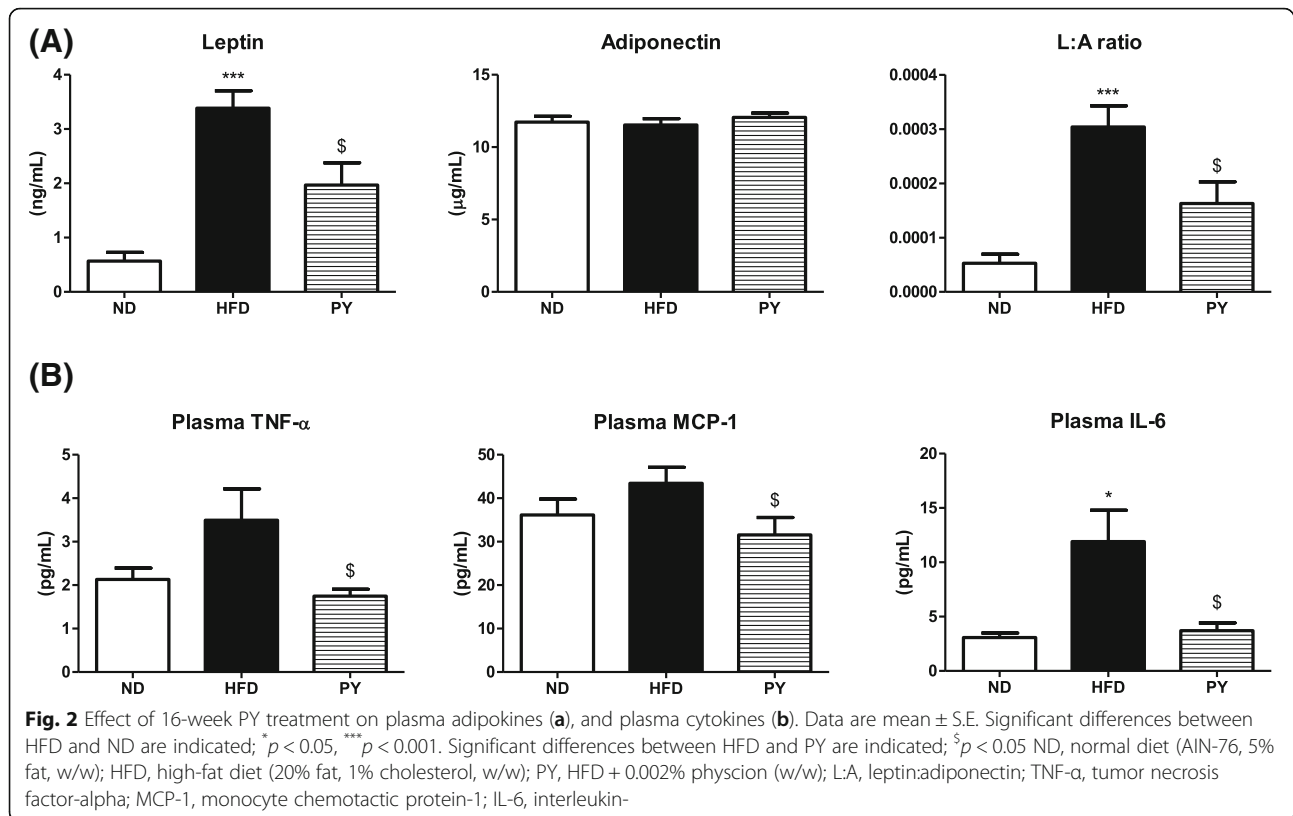 (A)
Leptin
Adiponectin
L:A ratio
4
3
2
1
0
(ng/mL)
***
$
ND HFD PY
15
10
5
0
(μg/mL)
ND HFD PY
0.0004
0.0003
0.0002
0.0001
0.0000
***
$
ND HFD PY
(B)
Plasma TNF-α
Plasma MCP-1
Plasma IL-6
5
4
3
2
1
0
(pg/mL)
$
ND HFD PY
50
40
30
20
10
0
(pg/mL)
$
ND HFD PY
20
15
10
5
0
(pg/mL)
*
$
ND HFD PY
Fig. 2 Effect of 16-week PY treatment on plasma adipokines (a), and plasma cytokines (b). Data are mean ± S.E. Significant differences between
HFD and ND are indicated; *p < 0.05, ***p < 0.001. Significant differences between HFD and PY are indicated; $p < 0.05 ND, normal diet (AIN-76, 5%
fat, w/w); HFD, high-fat diet (20% fat, 1% cholesterol, w/w); PY, HFD + 0.002% physcion (w/w); L:A, leptin:adiponectin; TNF-α, tumor necrosis
factor-alpha; MCP-1, monocyte chemotactic protein-1; IL-6, interleukin-